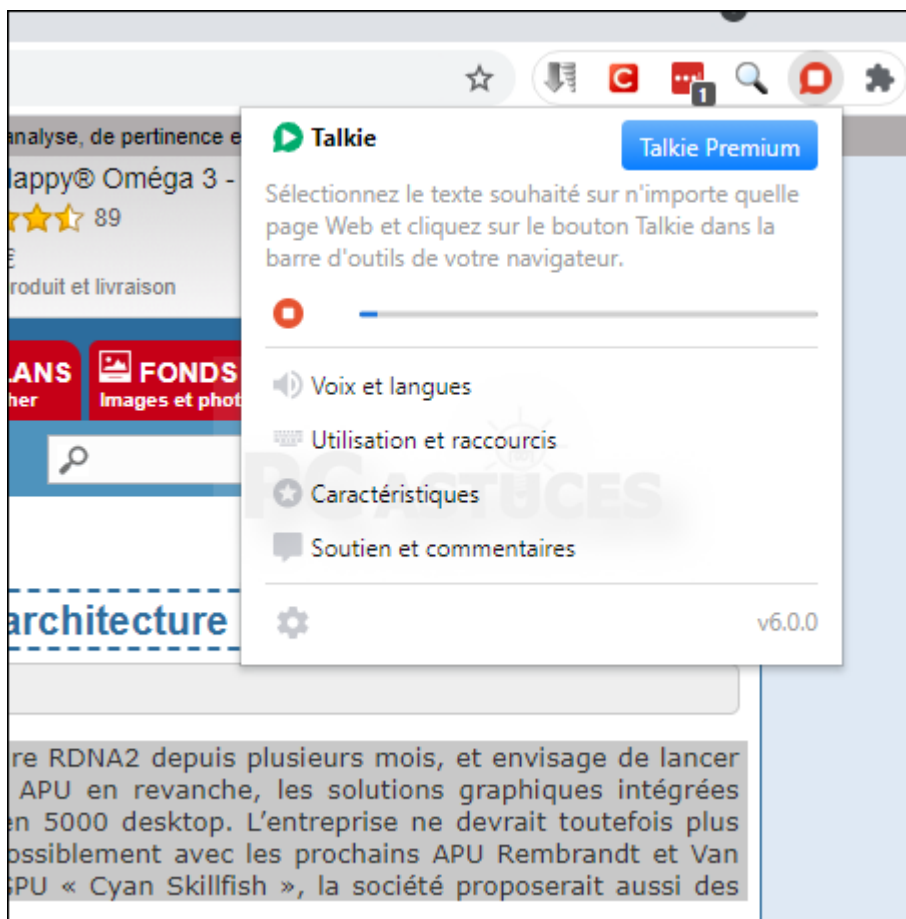 1
analyse, de pertinence e
Talkie
Talkie Premium
Sélectionnez le texte souhaité sur n'importe quelle
page Web et cliquez sur le bouton Talkie dans la
barre d'outils de votre navigateur.
Voix et langues
Utilisation et raccourcis
Caractéristiques
Soutien et commentaires
v6.0.0
PC ASTUCES
lappy® Oméga 3 -
89
€
roduit et livraison
LANS
her
FONDS
Images et phot
architecture
re RDNA2 depuis plusieurs mois, et envisage de lancer
APU en revanche, les solutions graphiques intégrées
en 5000 desktop. L'entreprise ne devrait toutefois plus
ossiblement avec les prochains APU Rembrandt et Van
GPU « Cyan Skillfish », la société proposerait aussi des